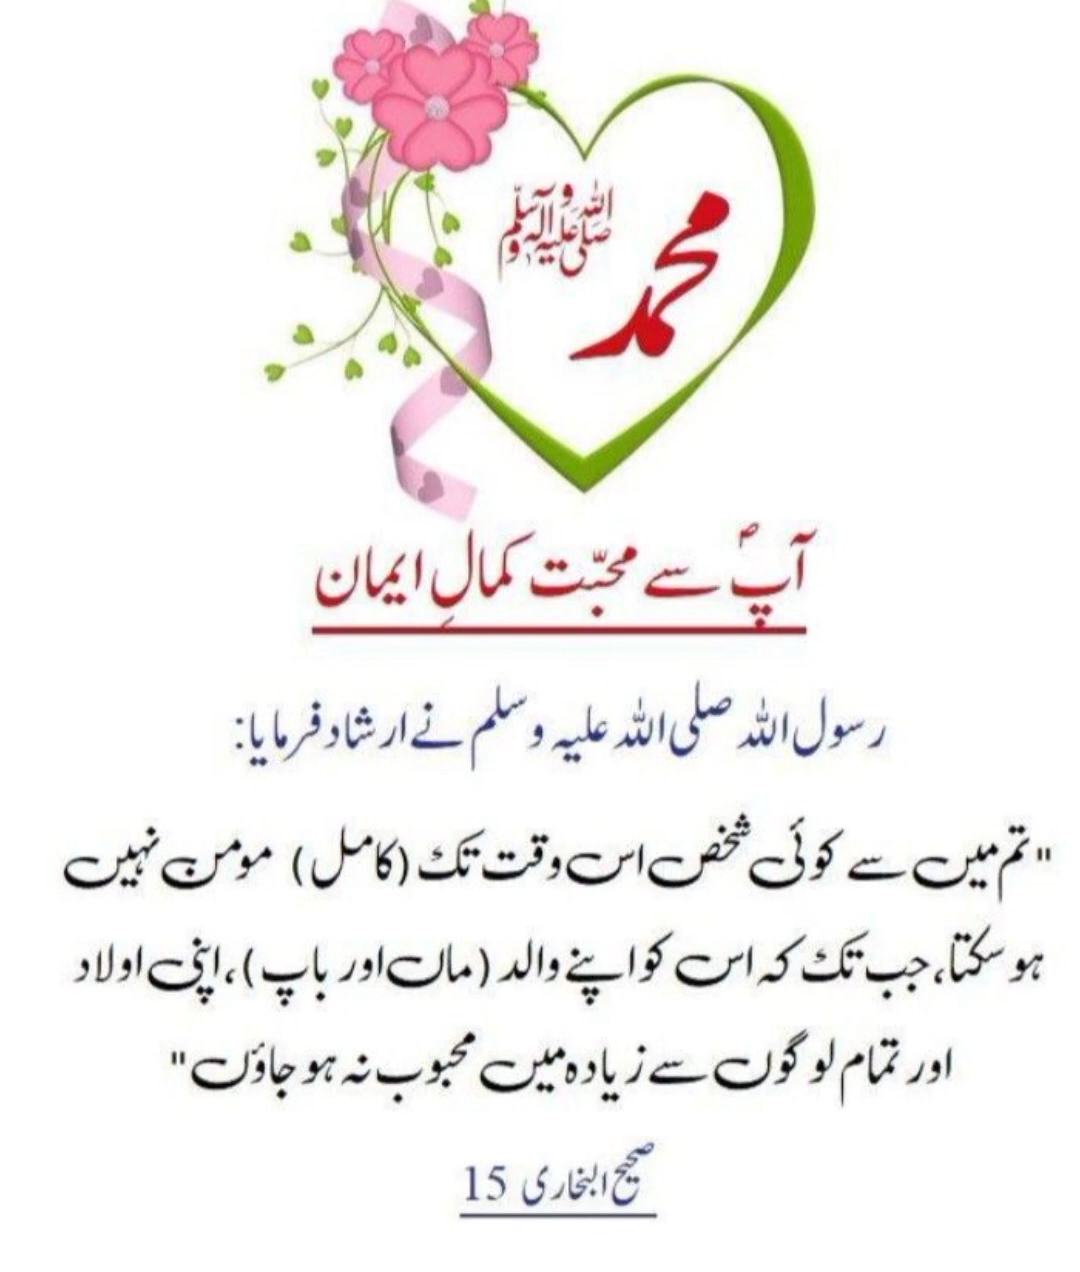 محمد
صلی اللہ علیہ وآلہ وسلم
آپؐ سے محبّت کمالِ ایمان
رسول اللہ صلی اللہ علیہ وسلم نے ارشاد فرمایا:
"تم میں سے کوئی شخص اس وقت تک (کامل) مومن نہیں
ہو سکتا، جب تک کہ اس کو اپنے والد (ماں اور باپ)، اپنی اولاد
اور تمام لوگوں سے زیادہ میں محبوب نہ ہو جاؤں"
صحیح البخاری 15